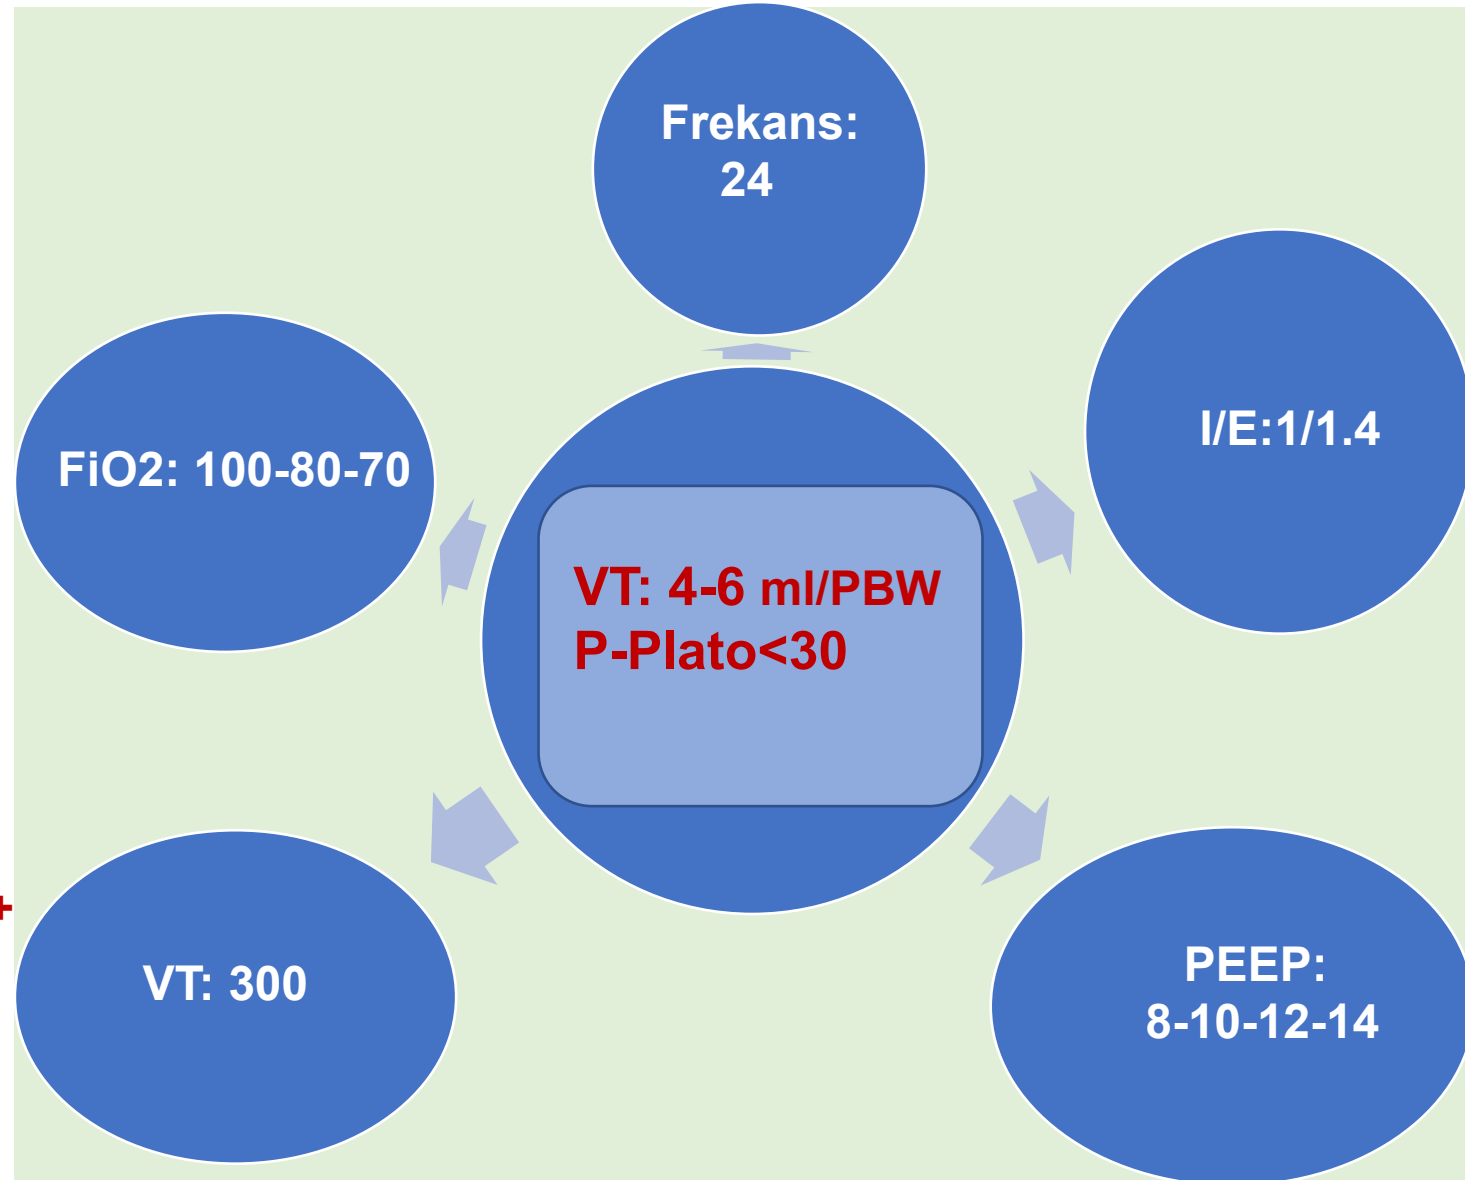 Frekans:
24
I/E:1/1.4
FiO2: 100-80-70
VT: 4-6 ml/PBW
P-Plato<30
+
VT: 300
PEEP:
8-10-12-14